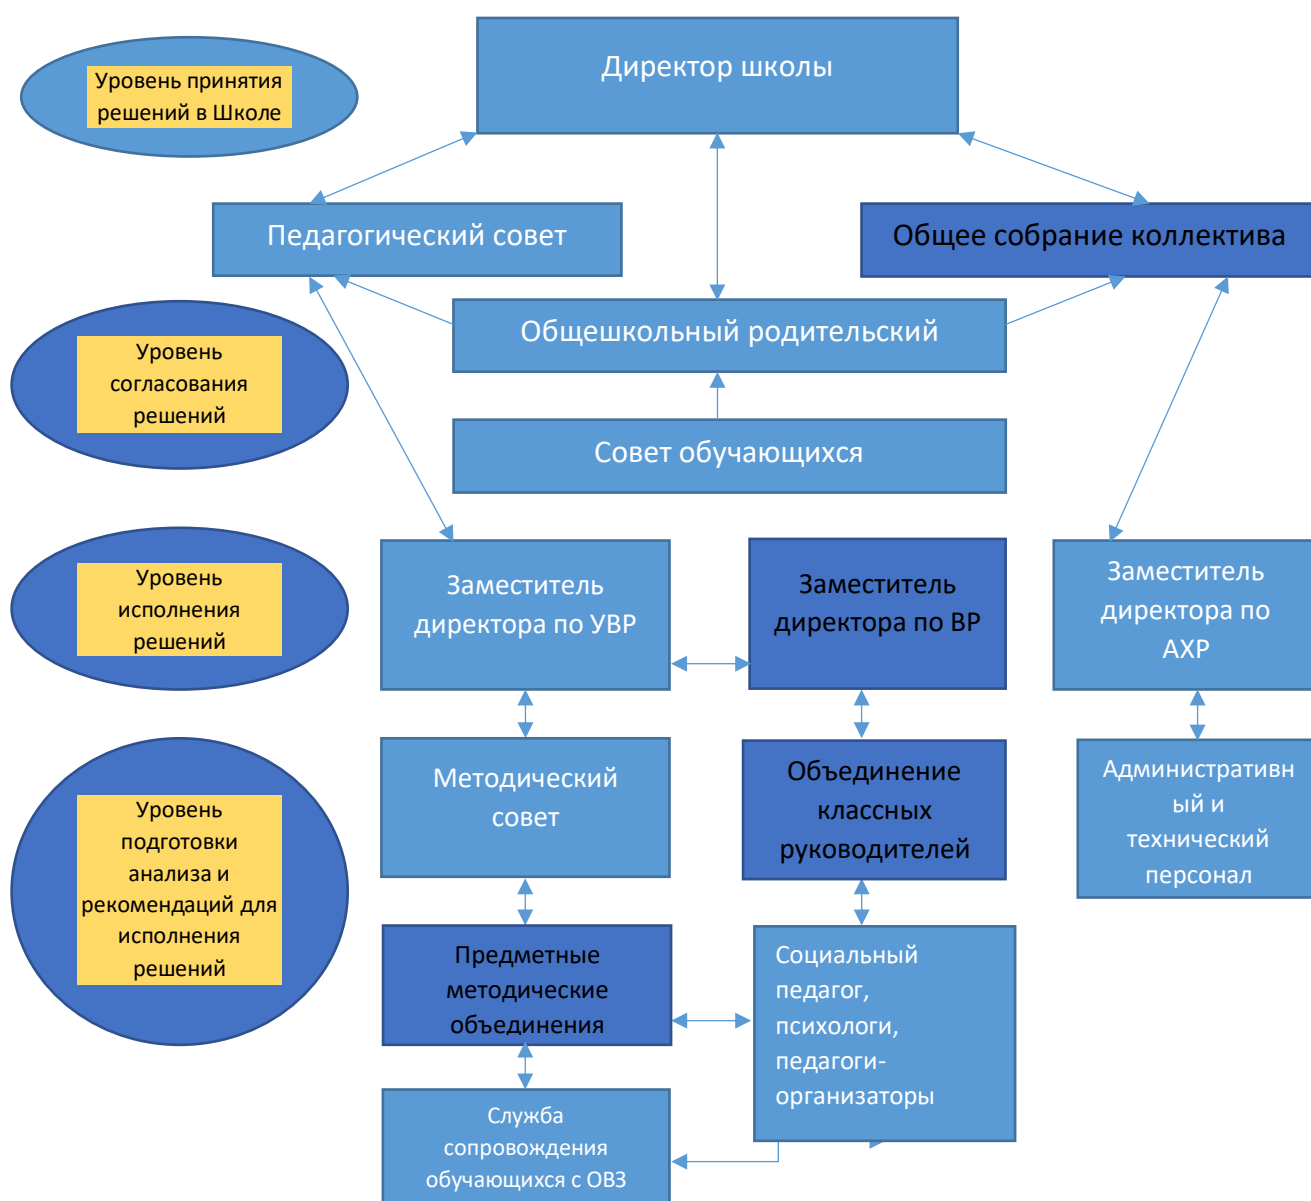 Директор школы
Уровень принятия
решений в Школе
Педагогический совет
Общее собрание коллектива
Общешкольный родительский
Уровень
согласования
решений
Совет обучающихся
Уровень
исполнения
решений
Заместитель
директора по УВР
Заместитель
директора по ВР
Заместитель
директора по
АХР
Уровень
подготовки
анализа и
рекомендаций для
исполнения
решений
Методический
совет
Объединение
классных
руководителей
Административн
ый и
технический
персонал
Предметные
методические
объединения
Социальный
педагог,
психологи,
педагоги-
организаторы
Служба
сопровождения
обучающихся с ОВЗ